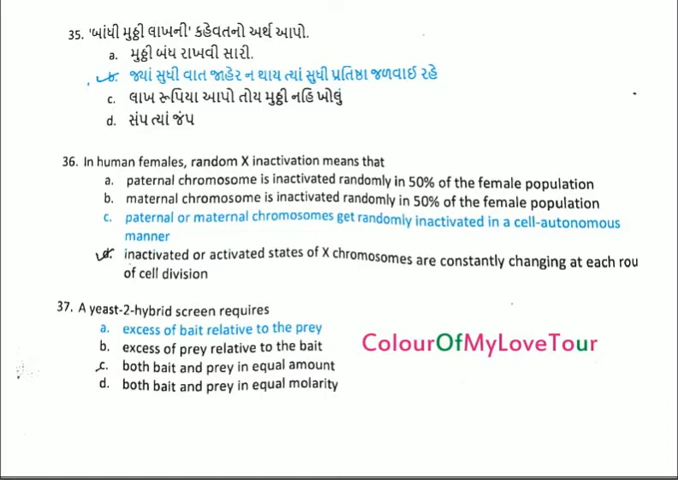 35. 'બાંધી મુઠ્ઠી લાખની' કહેવતનો અર્થ આપો.
a. મુઠ્ઠી બંધ રાખવી સારી.
b. જ્યાં સુધી વાત જાહેર ન થાય ત્યાં સુધી પ્રતિષ્ઠા જળવાઈ રહે
c. લાખ રૂપિયા આપો તોય મુઠ્ઠી નહિ ખોલું
d. સંપ ત્યાં જંપ
36. In human females, random X inactivation means that
a. paternal chromosome is inactivated randomly in 50% of the female population
b. maternal chromosome is inactivated randomly in 50% of the female population
c. paternal or maternal chromosomes get randomly inactivated in a cell-autonomous
manner
d. inactivated or activated states of X chromosomes are constantly changing at each rou
of cell division
37. A yeast-2-hybrid screen requires
a. excess of bait relative to the prey
b. excess of prey relative to the bait
c. both bait and prey in equal amount
d. both bait and prey in equal molarity
ColourOfMyLoveTour